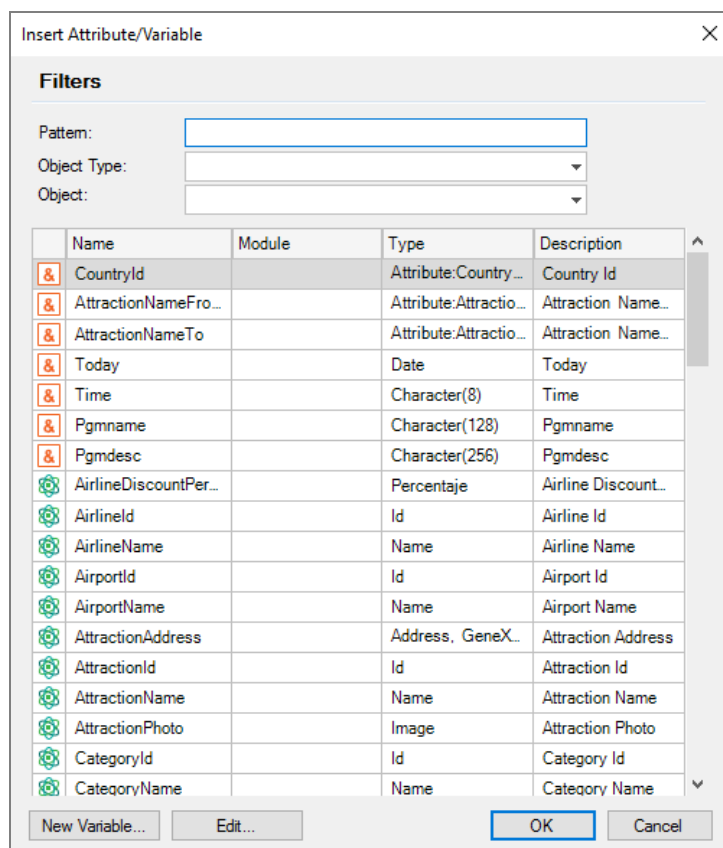 Insert Attribute/Variable
Filters
Pattern:
Object Type:
Object:
Name Module Type Description
& CountryId Attribute:Country... Country Id
& AttractionNameFro... Attribute:Attractio... Attraction Name...
& AttractionNameTo Attribute:Attractio... Attraction Name...
& Today Date Today
& Time Character(8) Time
& Pgmname Character(128) Pgmname
& Pgmdesc Character(256) Pgmdesc
AirlineDiscountPer... Percentaje Airline Discount...
AirlineId Id Airline Id
AirlineName Name Airline Name
AirportId Id Airport Id
AirportName Name Airport Name
AttractionAddress Address, GeneX... Attraction Address
AttractionId Id Attraction Id
AttractionName Name Attraction Name
AttractionPhoto Image Attraction Photo
CategoryId Id Category Id
CategoryName Name Category Name
New Variable... Edit... OK Cancel